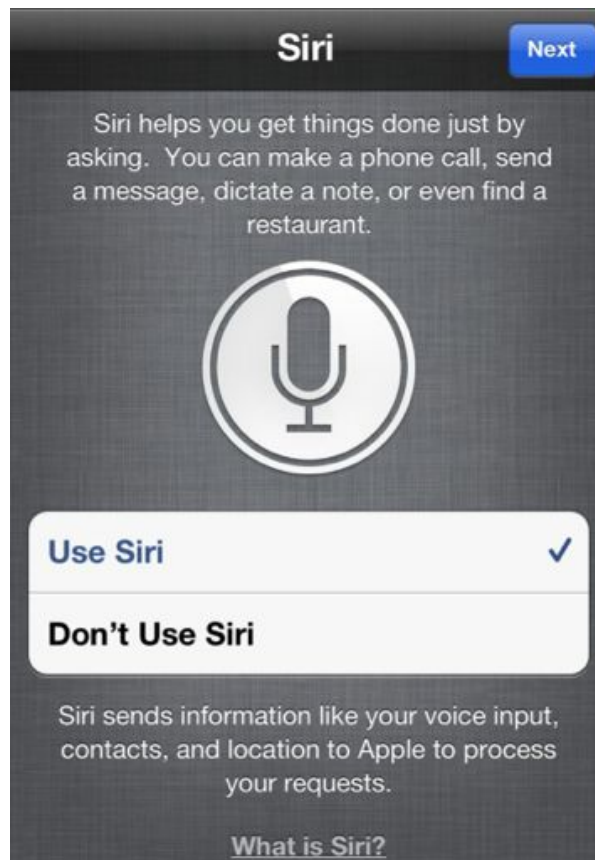 Siri
Next
Siri helps you get things done just by
asking.  You can make a phone call, send
a message, dictate a note, or even find a
restaurant.
Use Siri
Don't Use Siri
Siri sends information like your voice input,
contacts, and location to Apple to process
your requests.
What is Siri?